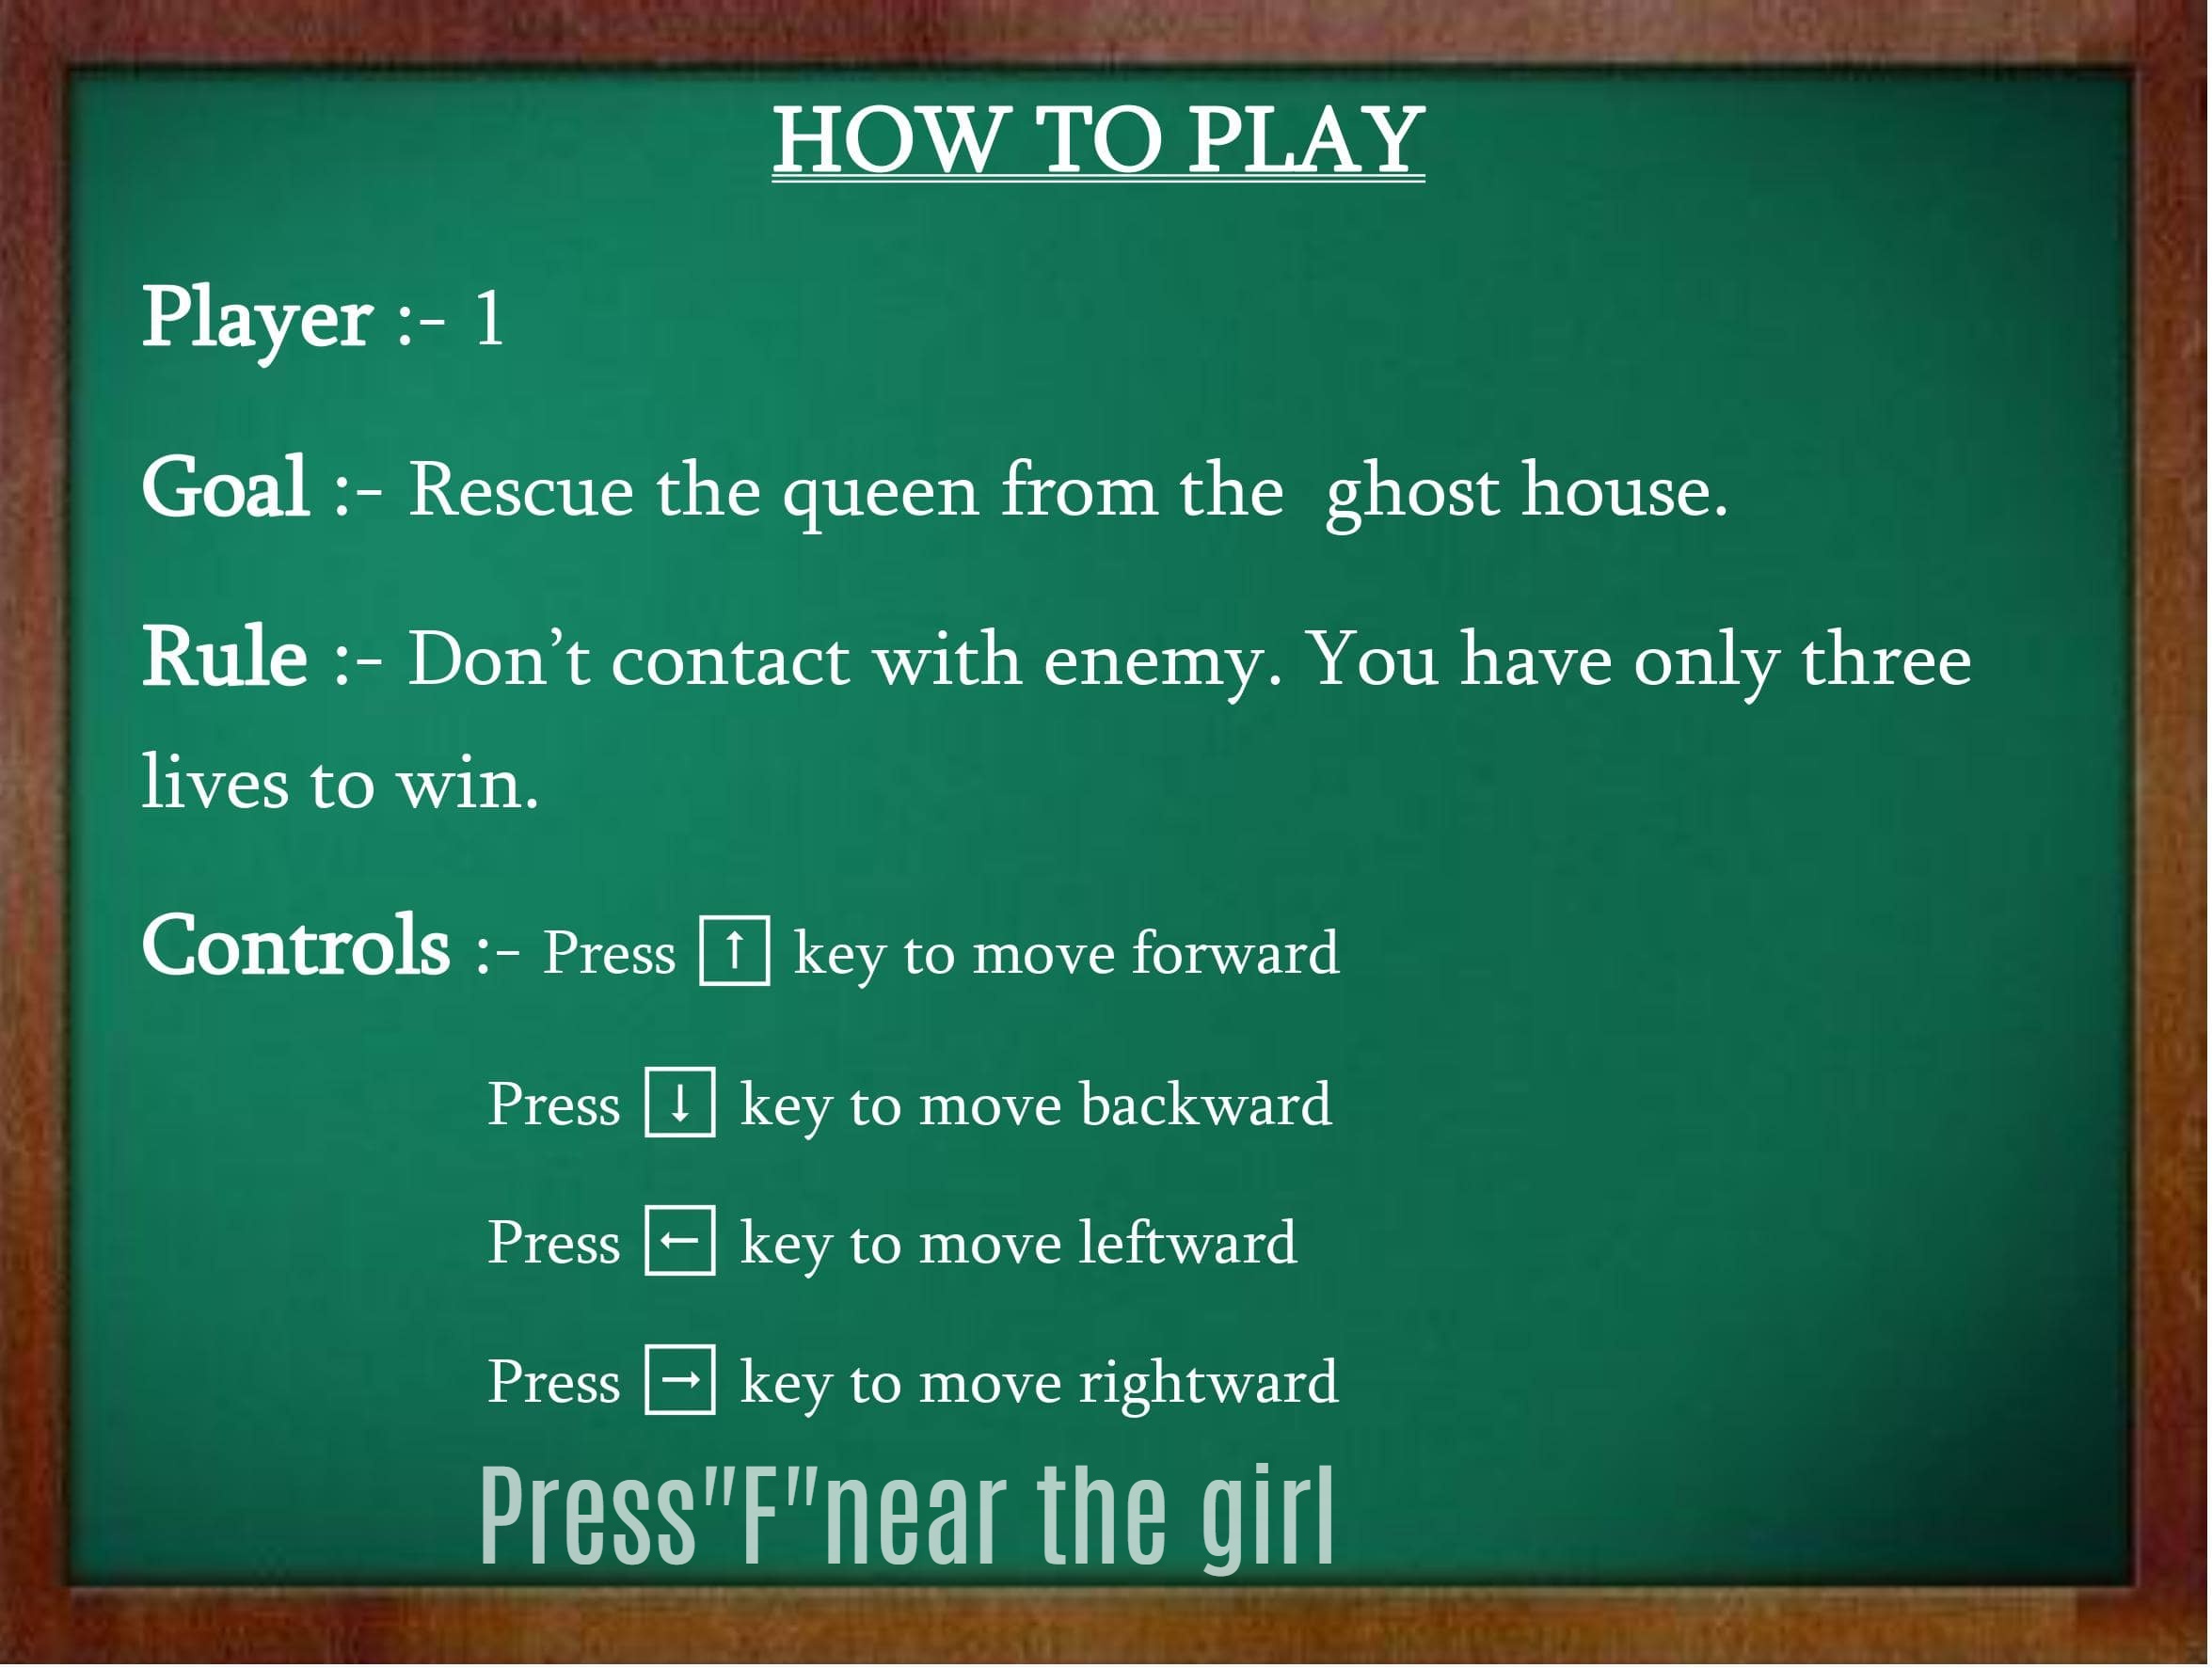 HOW TO PLAY
Player :- 1
Goal :- Rescue the queen from the  ghost house.
Rule :- Don’t contact with enemy. You have only three
lives to win.
Controls :- Press ↑ key to move forward
Press ↓ key to move backward
Press ← key to move leftward
Press → key to move rightward
Press"F"near the girl